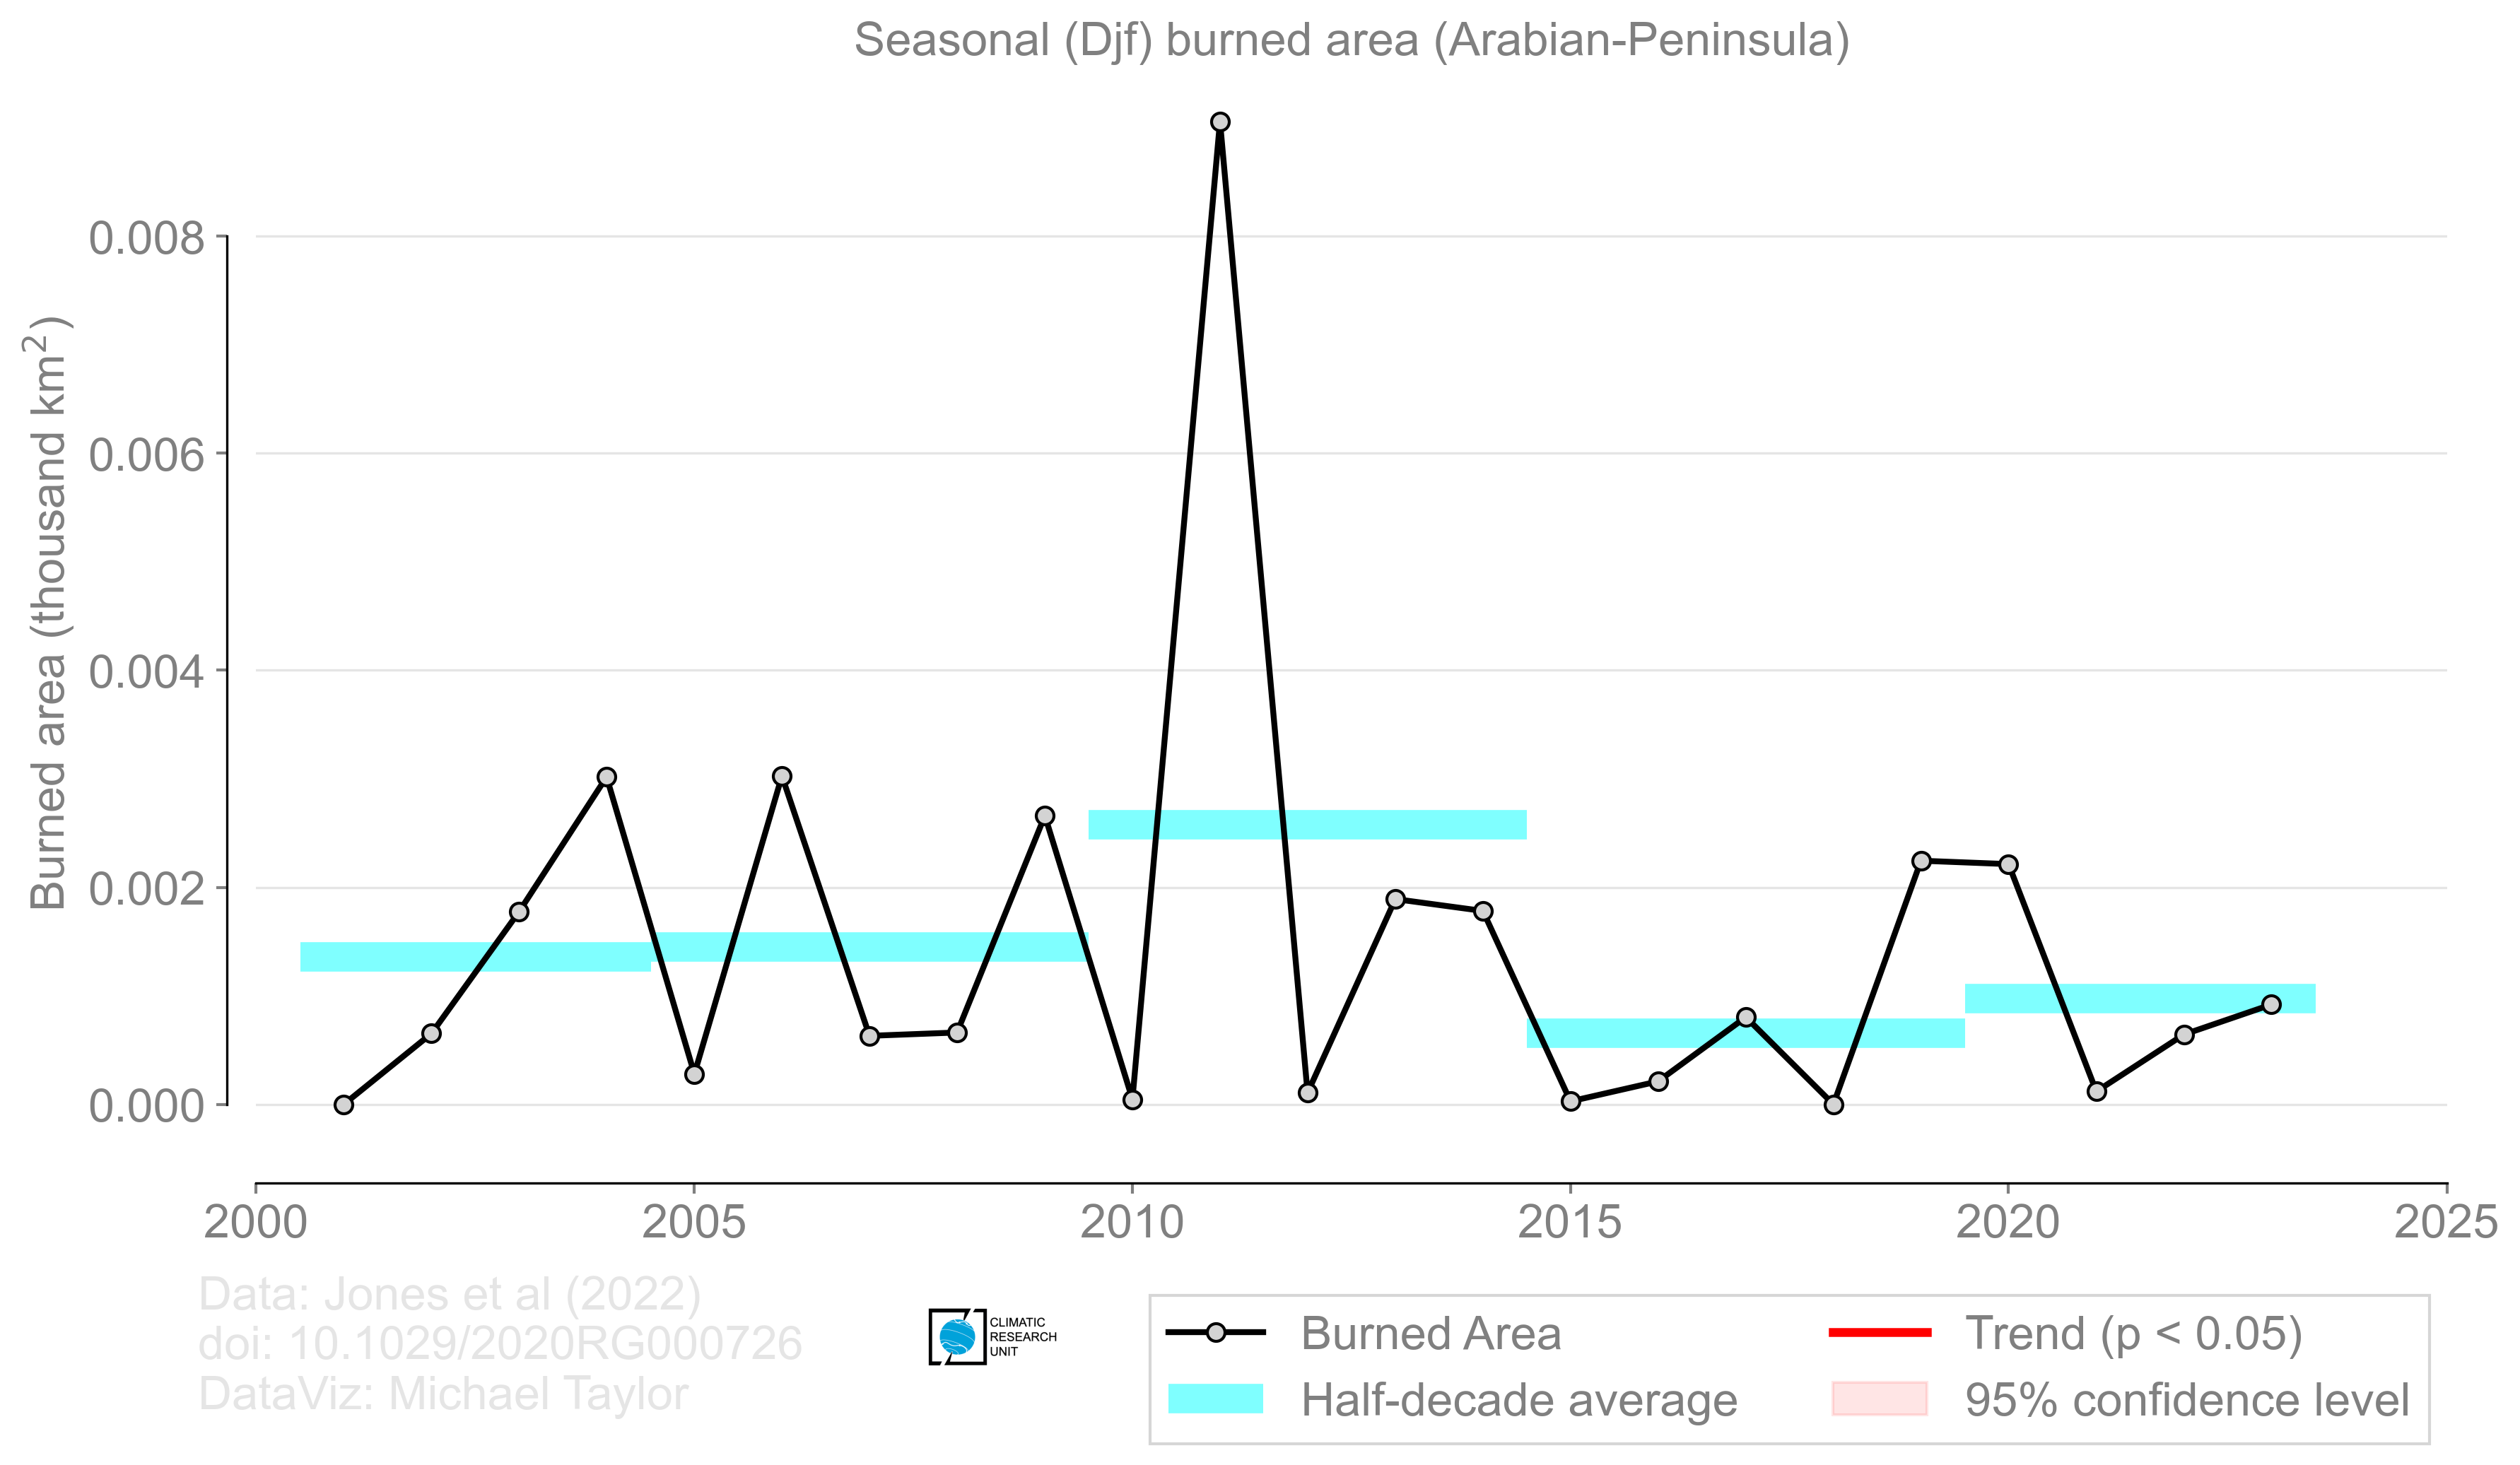 Seasonal (Djf) burned area (Arabian-Peninsula)
Burned area (thousand km²)
0.008
0.006
0.004
0.002
0.000
2000 2005 2010 2015 2020 2025
Data: Jones et al (2022)
doi: 10.1029/2020RG000726
DataViz: Michael Taylor
CLIMATIC
RESEARCH
UNIT
Burned Area
Half-decade average
Trend (p < 0.05)
95% confidence level